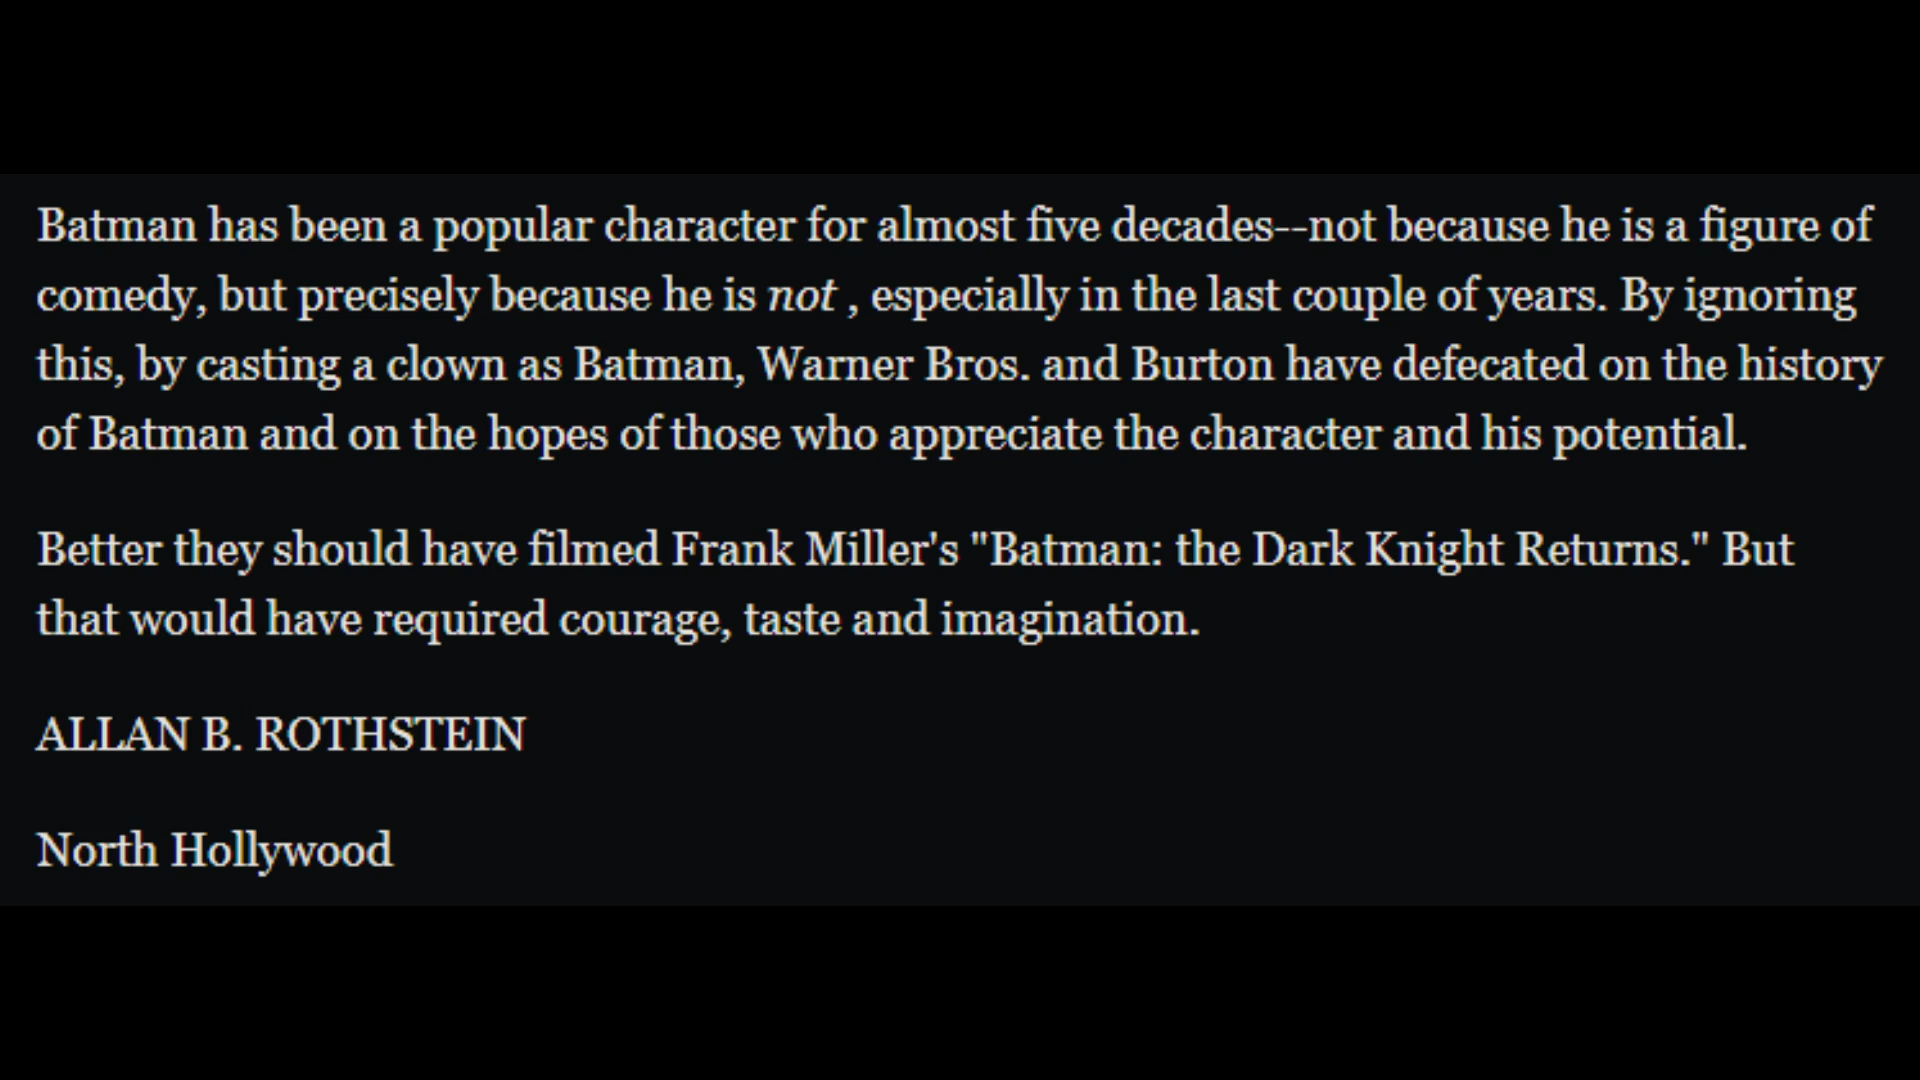 Batman has been a popular character for almost five decades--not because he is a figure of
comedy, but precisely because he is not , especially in the last couple of years. By ignoring
this, by casting a clown as Batman, Warner Bros. and Burton have defecated on the history
of Batman and on the hopes of those who appreciate the character and his potential.
Better they should have filmed Frank Miller's "Batman: the Dark Knight Returns." But
that would have required courage, taste and imagination.
ALLAN B. ROTHSTEIN
North Hollywood